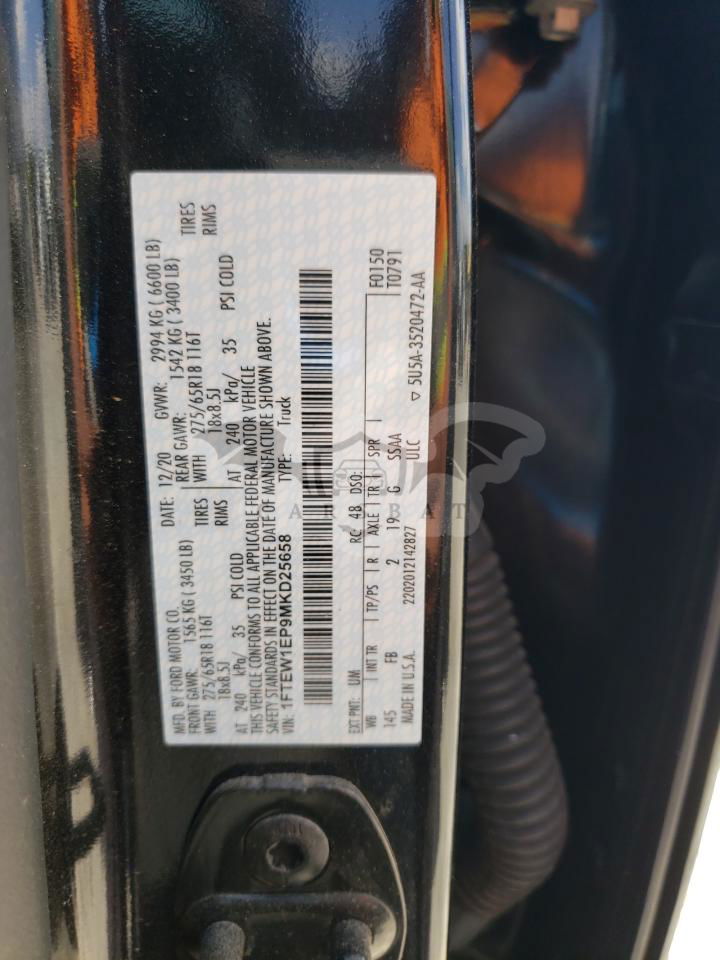 MFD. BY FORD MOTOR CO.
DATE: 12/20 GVWR: 2994 KG ( 6600 LB)
FRONT GAWR: 1565 KG ( 3450 LB)
REAR GAWR: 1542 KG ( 3400 LB)
WITH 275/65R18 116T TIRES
WITH 275/65R18 116T TIRES
18x8.5J RIMS
18x8.5J RIMS
AT 240 kPa/ 35 PSI COLD
AT 240 kPa/ 35 PSI COLD
THIS VEHICLE CONFORMS TO ALL APPLICABLE FEDERAL MOTOR VEHICLE
SAFETY STANDARDS IN EFFECT ON THE DATE OF MANUFACTURE SHOWN ABOVE.
VIN: 1FTEW1EP9MKD25658 TYPE: Truck
EXT PNT: UM RC: 48 DSO: F0150
WB INT TR TP/PS R AXLE TR SPR T0791
145 FB 2 19 G SSAA
MADE IN U.S.A. 2202012142827 ULC 5U5A-3520472-AA